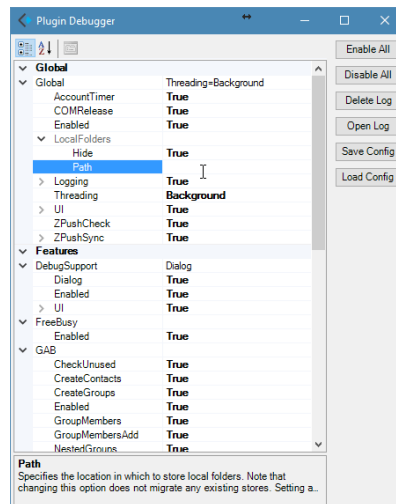 Plugin Debugger
Global
Global Threading=Background
AccountTimer True
COMRelease True
Enabled True
LocalFolders
Hide True
Path
Logging True
Threading Background
UI True
ZPushCheck True
ZPushSync True
Features
DebugSupport Dialog
Dialog True
Enabled True
UI True
FreeBusy
Enabled True
GAB
CheckUnused True
CreateContacts True
CreateGroups True
Enabled True
GroupMembers True
GroupMembersAdd True
NestedGroups True
Path
Specifies the location in which to store local folders. Note that
changing this option does not migrate any existing stores. Setting a...
Enable All
Disable All
Delete Log
Open Log
Save Config
Load Config